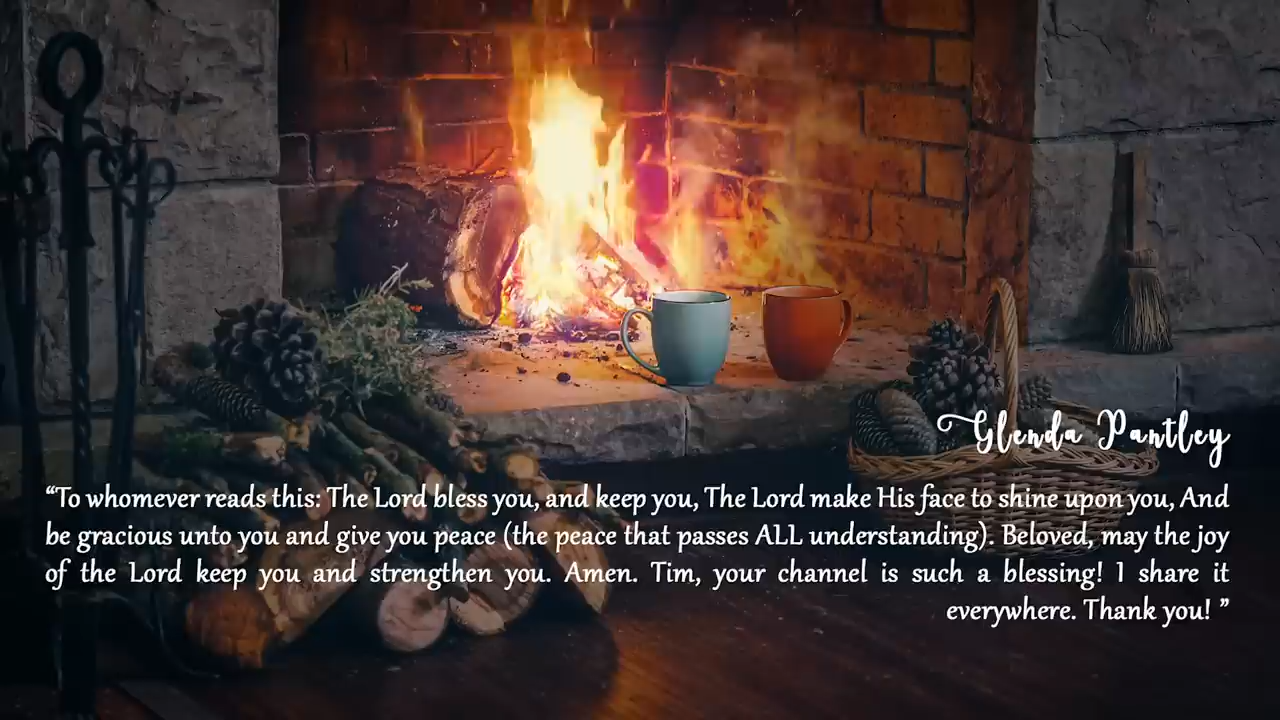 Glenda Pantley
“To whomever reads this: The Lord bless you, and keep you, The Lord make His face to shine upon you, And
be gracious unto you and give you peace (the peace that passes ALL understanding). Beloved, may the joy
of the Lord keep you and strengthen you. Amen. Tim, your channel is such a blessing! I share it
everywhere. Thank you! ”